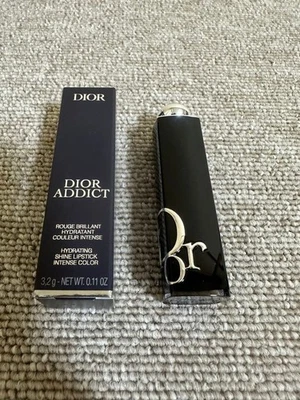 DIOR
DIOR
ADDICT
ROUGE BRILLANT
HYDRATANT
COULEUR INTENSE
HYDRATING
SHINE LIPSTICK
INTENSE COLOR
3.2 g - NET WT. 0.11 OZ
Dior